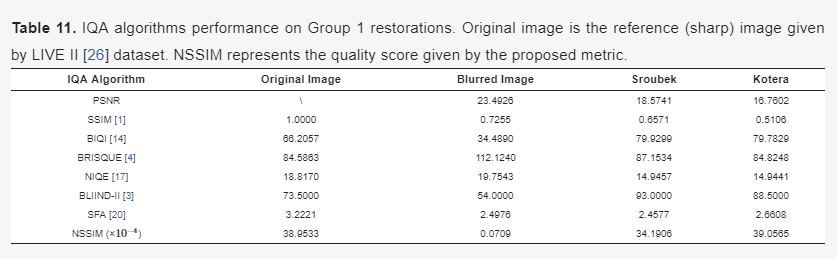 Table 11. IQA algorithms performance on Group 1 restorations. Original image is the reference (sharp) image given
by LIVE II [26] dataset. NSSIM represents the quality score given by the proposed metric.
IQA Algorithm Original Image Blurred Image Sroubek Kotera
PSNR \ 23.4926 18.5741 16.7602
SSIM [1] 1.0000 0.7255 0.6571 0.5106
BIQI [14] 66.2057 34.4890 79.9299 79.7829
BRISQUE [4] 84.5863 112.1240 87.1534 84.8248
NIQE [17] 18.8170 19.7543 14.9457 14.9441
BLIIND-II [3] 73.5000 54.0000 93.0000 88.5000
SFA [20] 3.2221 2.4976 2.4577 2.6608
NSSIM (×10⁻⁴) 38.9533 0.0709 34.1906 39.0565